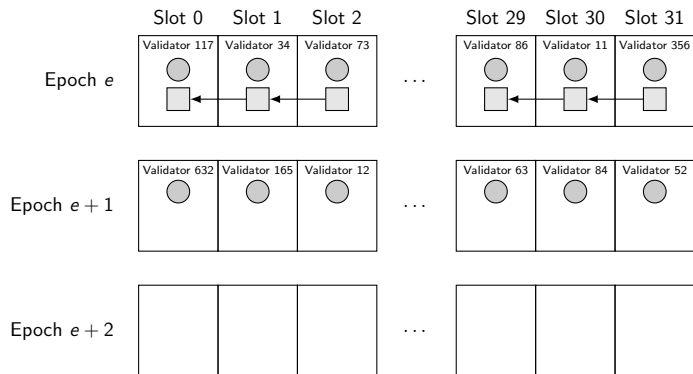 Slot 0 Slot 1 Slot 2 Slot 29 Slot 30 Slot 31
Epoch e
Validator 117 Validator 34 Validator 73 ... Validator 86 Validator 11 Validator 356
Epoch e + 1
Validator 632 Validator 165 Validator 12 ... Validator 63 Validator 84 Validator 52
Epoch e + 2 ...